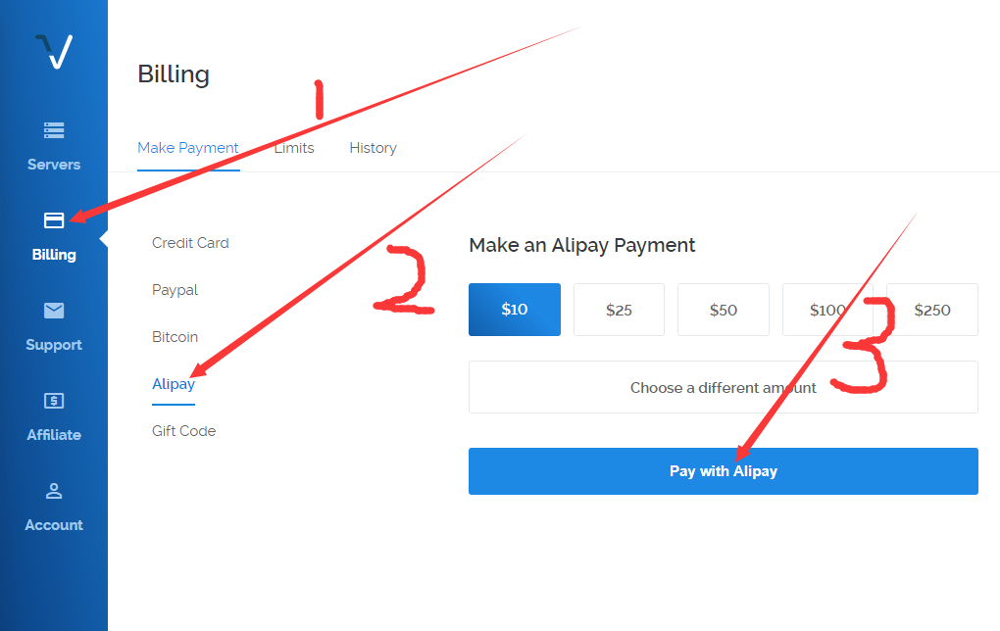 Billing
1
Make Payment Limits History
Servers
Billing
Support
Affiliate
Account
Credit Card
Paypal
Bitcoin
Alipay
Gift Code
2
Make an Alipay Payment
$10 $25 $50 $100 $250
3
Choose a different amount
Pay with Alipay